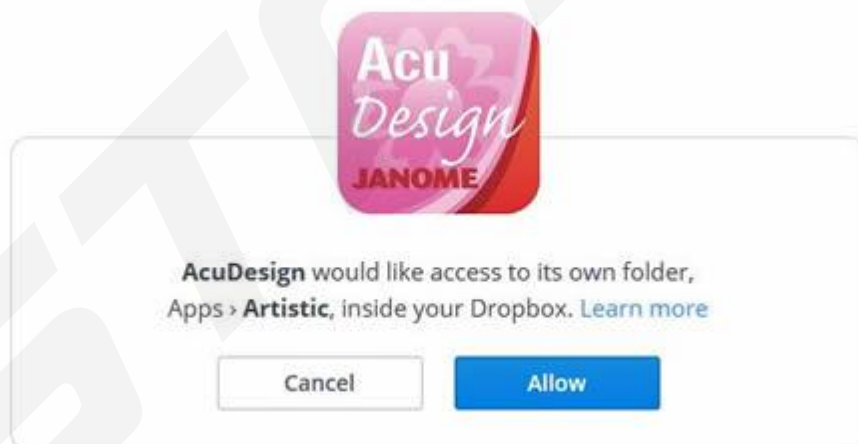 Acu
Design
JANOME
AcuDesign would like access to its own folder,
Apps › Artistic, inside your Dropbox. Learn more
Cancel
Allow